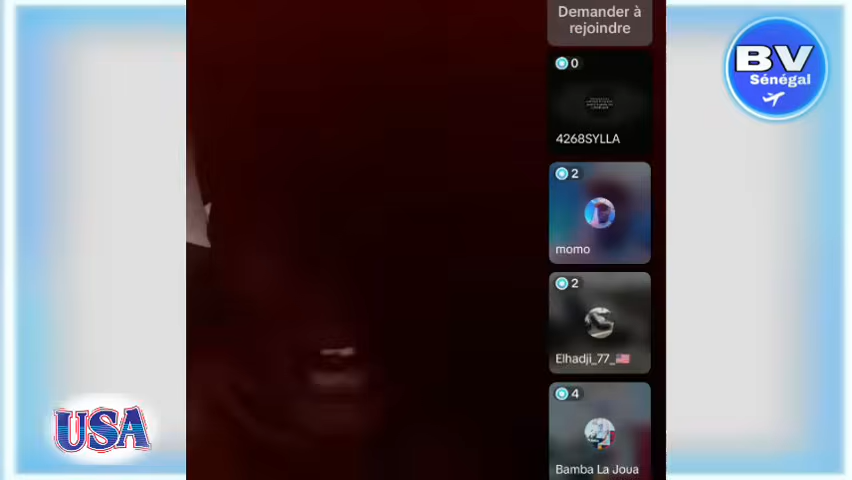 Demander à
rejoindre
0
4268SYLLA
2
momo
2
Elhadji_77_🇺🇸
4
Bamba La Joua
BV
Sénégal
USA